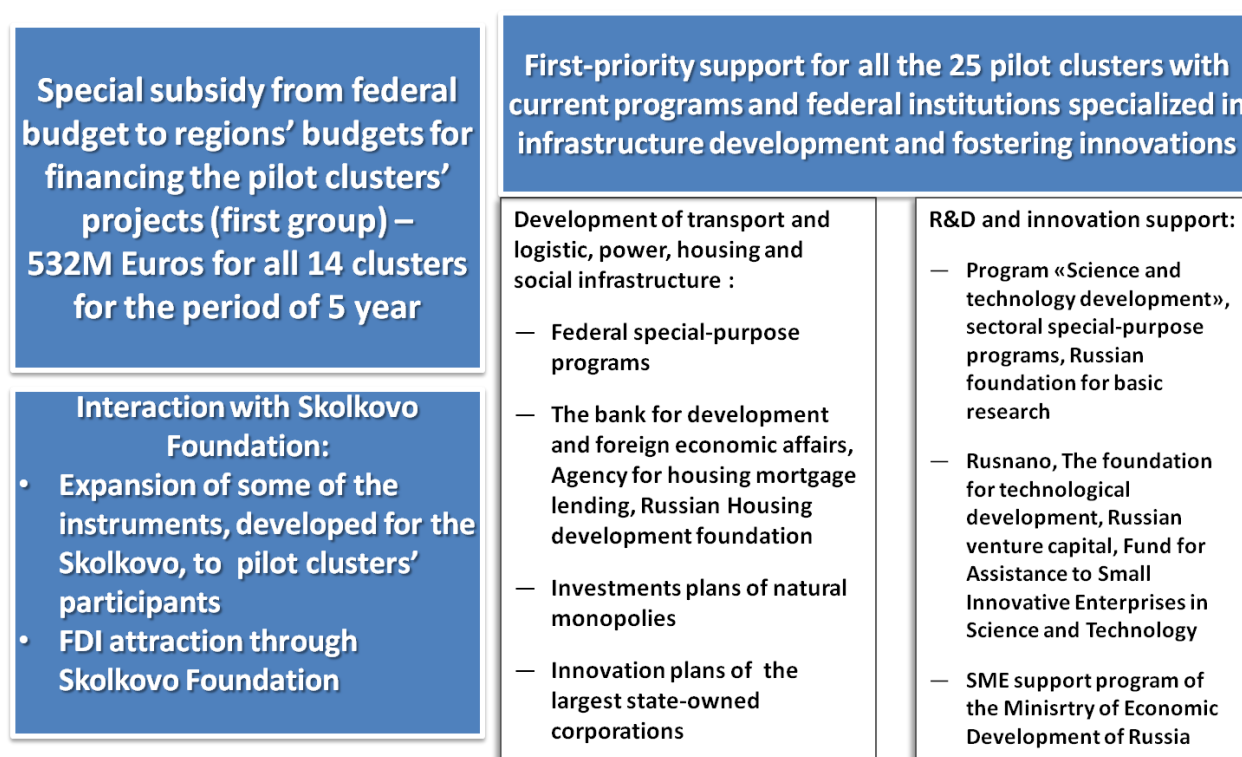 Special subsidy from federal
budget to regions’ budgets for
financing the pilot clusters’
projects (first group) –
532M Euros for all 14 clusters
for the period of 5 year
Interaction with Skolkovo
Foundation:
• Expansion of some of the
instruments, developed for the
Skolkovo, to pilot clusters’
participants
• FDI attraction through
Skolkovo Foundation
First-priority support for all the 25 pilot clusters with
current programs and federal institutions specialized in
infrastructure development and fostering innovations
Development of transport and
logistic, power, housing and
social infrastructure :
— Federal special-purpose
programs
— The bank for development
and foreign economic affairs,
Agency for housing mortgage
lending, Russian Housing
development foundation
— Investments plans of natural
monopolies
— Innovation plans of the
largest state-owned
corporations
R&D and innovation support:
— Program «Science and
technology development»,
sectoral special-purpose
programs, Russian
foundation for basic
research
— Rusnano, The foundation
for technological
development, Russian
venture capital, Fund for
Assistance to Small
Innovative Enterprises in
Science and Technology
— SME support program of
the Minisrtry of Economic
Development of Russia